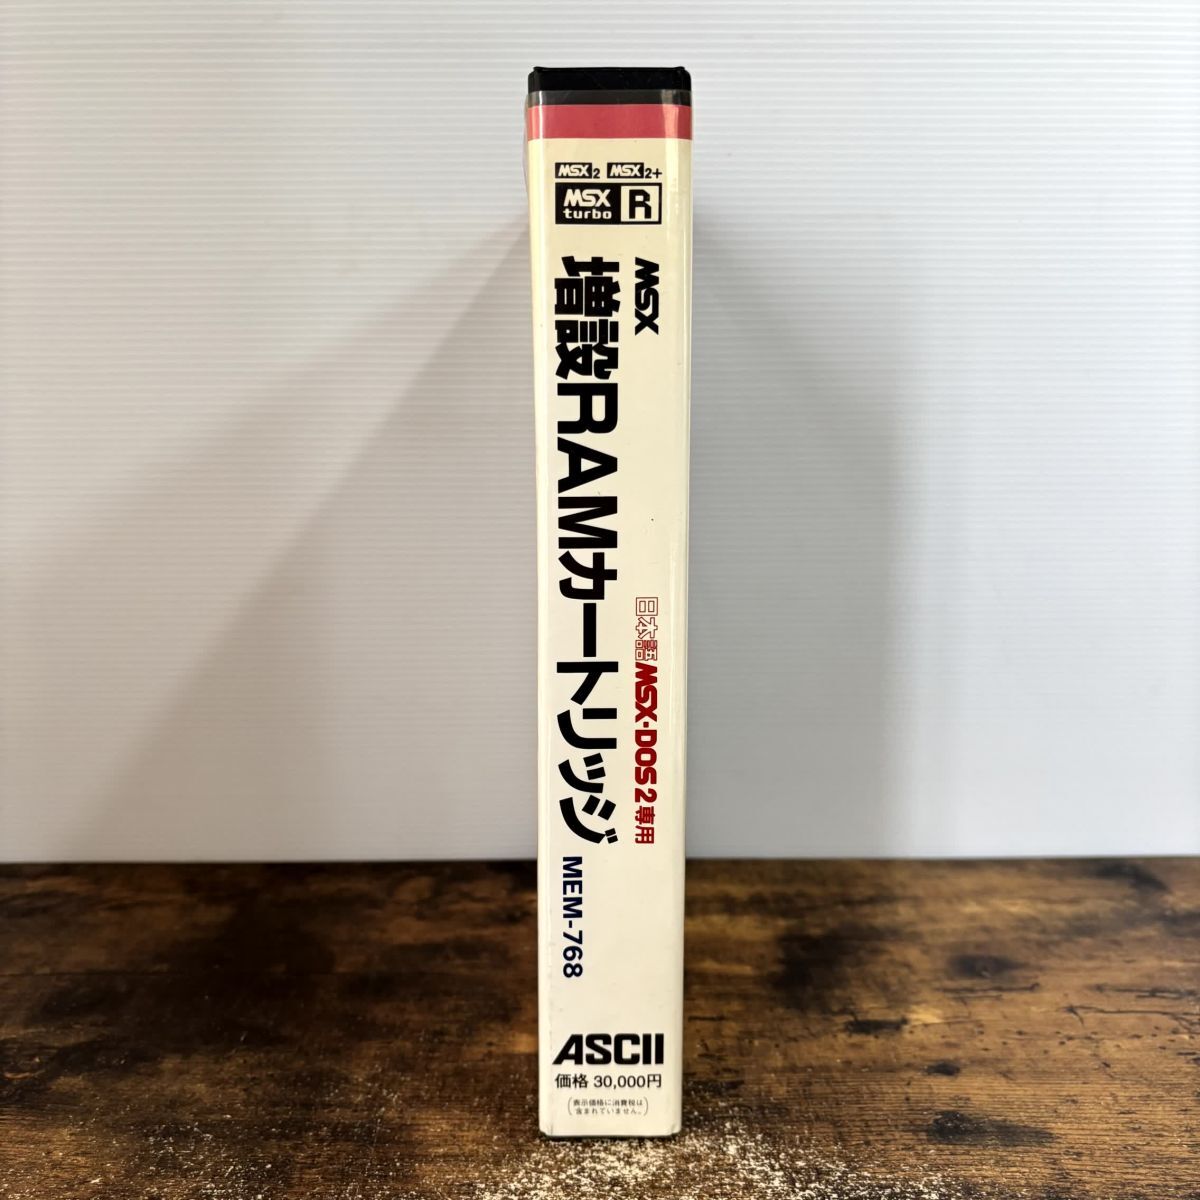 MSX 2 MSX 2+
MSX turbo R
MSX
増設RAMカートリッジ MEM-768
日本語MSX-DOS2専用
ASCII
価格 30,000円
(表示価格に消費税は
含まれていません。)